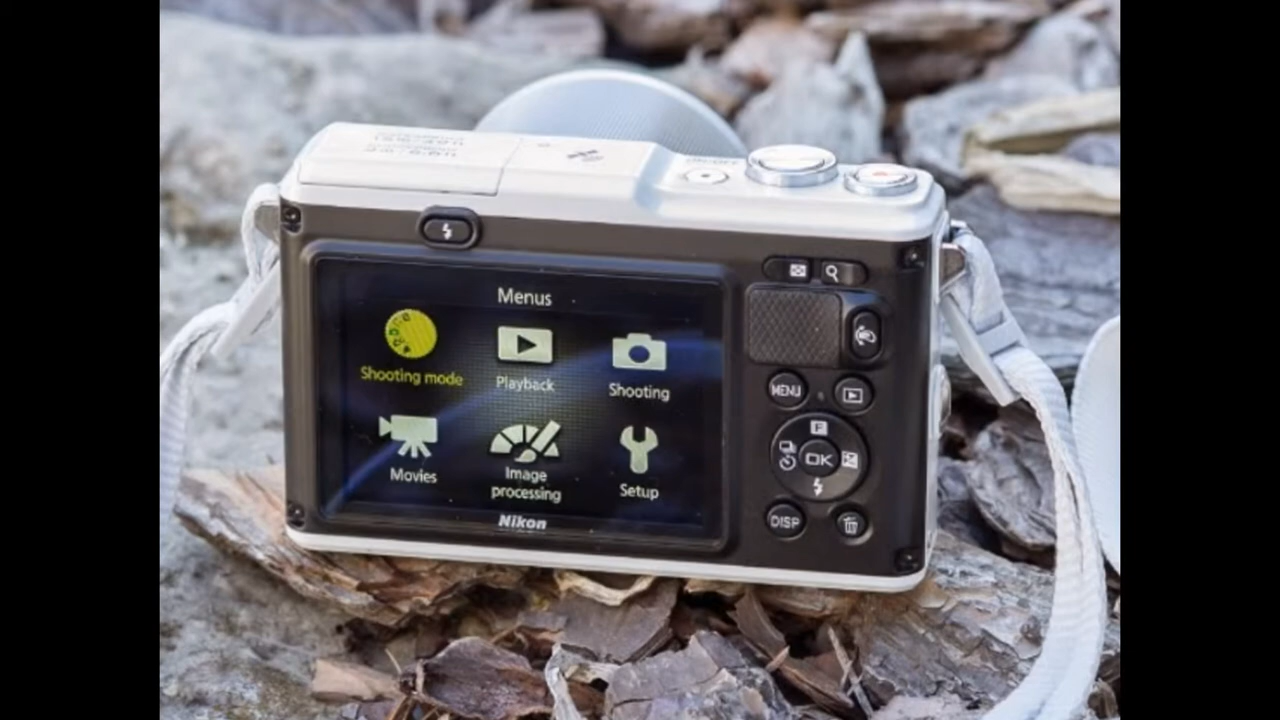 Menus
Shooting mode
Playback
Shooting
Movies
Image
processing
Setup
Nikon
MENU
F
OK
DISP